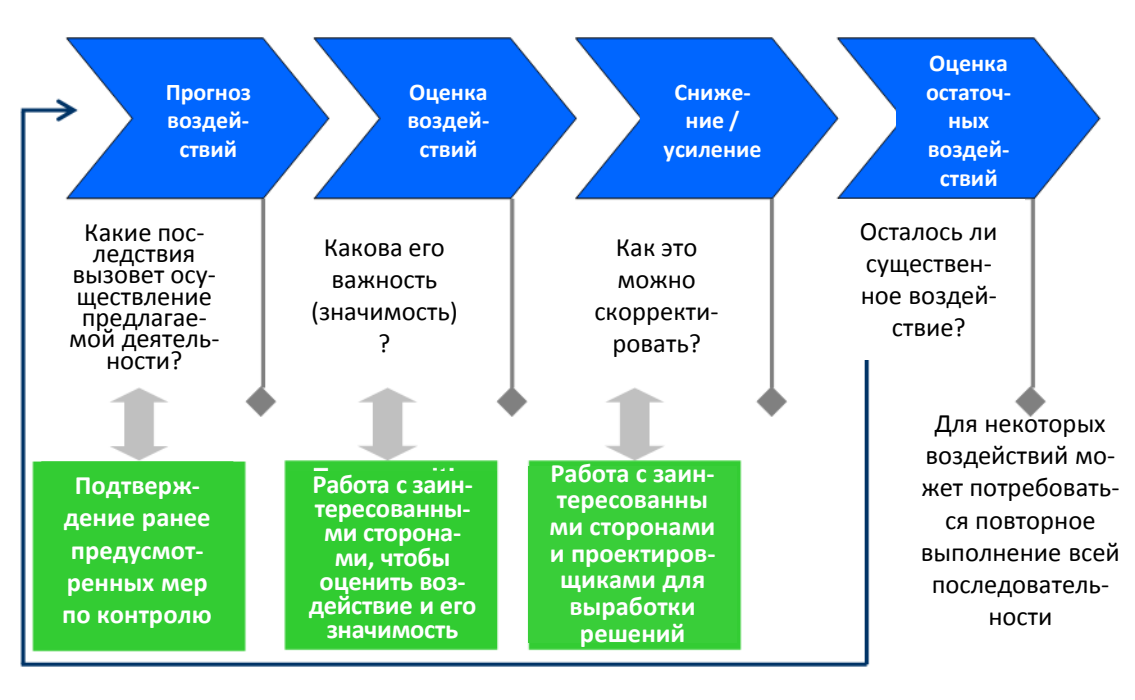 Прогноз
воздей-
ствий
Оценка
воздей-
ствий
Сниже-
ние /
усиление
Оценка
остаточ-
ных
воздей-
ствий
Какие пос-
ледствия
вызовет осу-
ществление
предлагае-
мой деятель-
ности?
Какова его
важность
(значимость)
?
Как это
можно
скорректи-
ровать?
Осталось ли
существен-
ное воздей-
ствие?
Подтверж-
дение ранее
предусмот-
ренных мер
по контролю
Работа с заин-
тересованны-
ми сторона-
ми, чтобы
оценить воз-
действие и его
значимость
Работа с заин-
тересованны
ми сторонами
и проектиров-
щиками для
выработки
решений
Для некоторых
воздействий мо-
жет потребовать-
ся повторное
выполнение всей
последователь-
ности